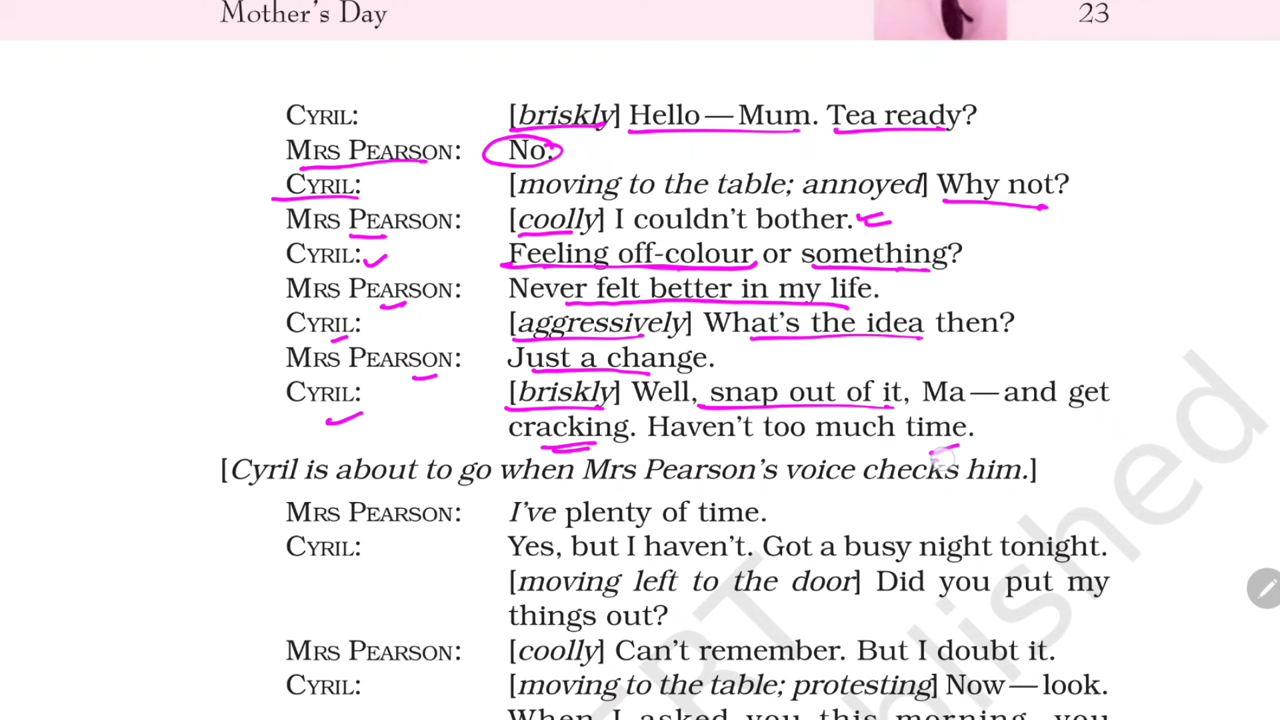 Mother's Day 23
CYRIL: [briskly] Hello—Mum. Tea ready?
MRS PEARSON: No.
CYRIL: [moving to the table; annoyed] Why not?
MRS PEARSON: [coolly] I couldn't bother.
CYRIL: Feeling off-colour or something?
MRS PEARSON: Never felt better in my life.
CYRIL: [aggressively] What's the idea then?
MRS PEARSON: Just a change.
CYRIL: [briskly] Well, snap out of it, Ma—and get
cracking. Haven't too much time.
[Cyril is about to go when Mrs Pearson's voice checks him.]
MRS PEARSON: I've plenty of time.
CYRIL: Yes, but I haven't. Got a busy night tonight.
[moving left to the door] Did you put my
things out?
MRS PEARSON: [coolly] Can't remember. But I doubt it.
CYRIL: [moving to the table; protesting] Now—look.
When I asked you this morning, you